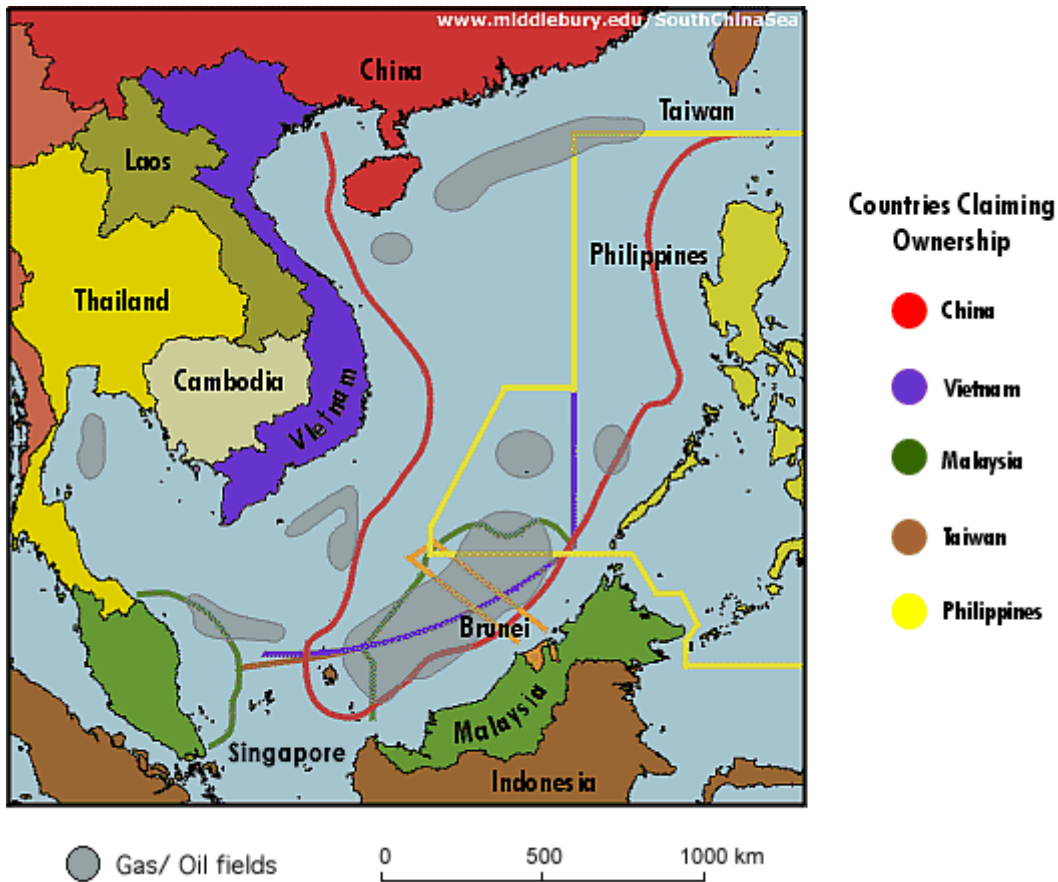 www.middlebury.edu/SouthChinaSea
China
Taiwan
Laos
Countries Claiming
Ownership
Philippines
Thailand
China
Cambodia
Vietnam
Vietnam
Malaysia
Taiwan
Philippines
Brunei
Malaysia
Singapore
Indonesia
Gas/ Oil fields
0 500 1000 km